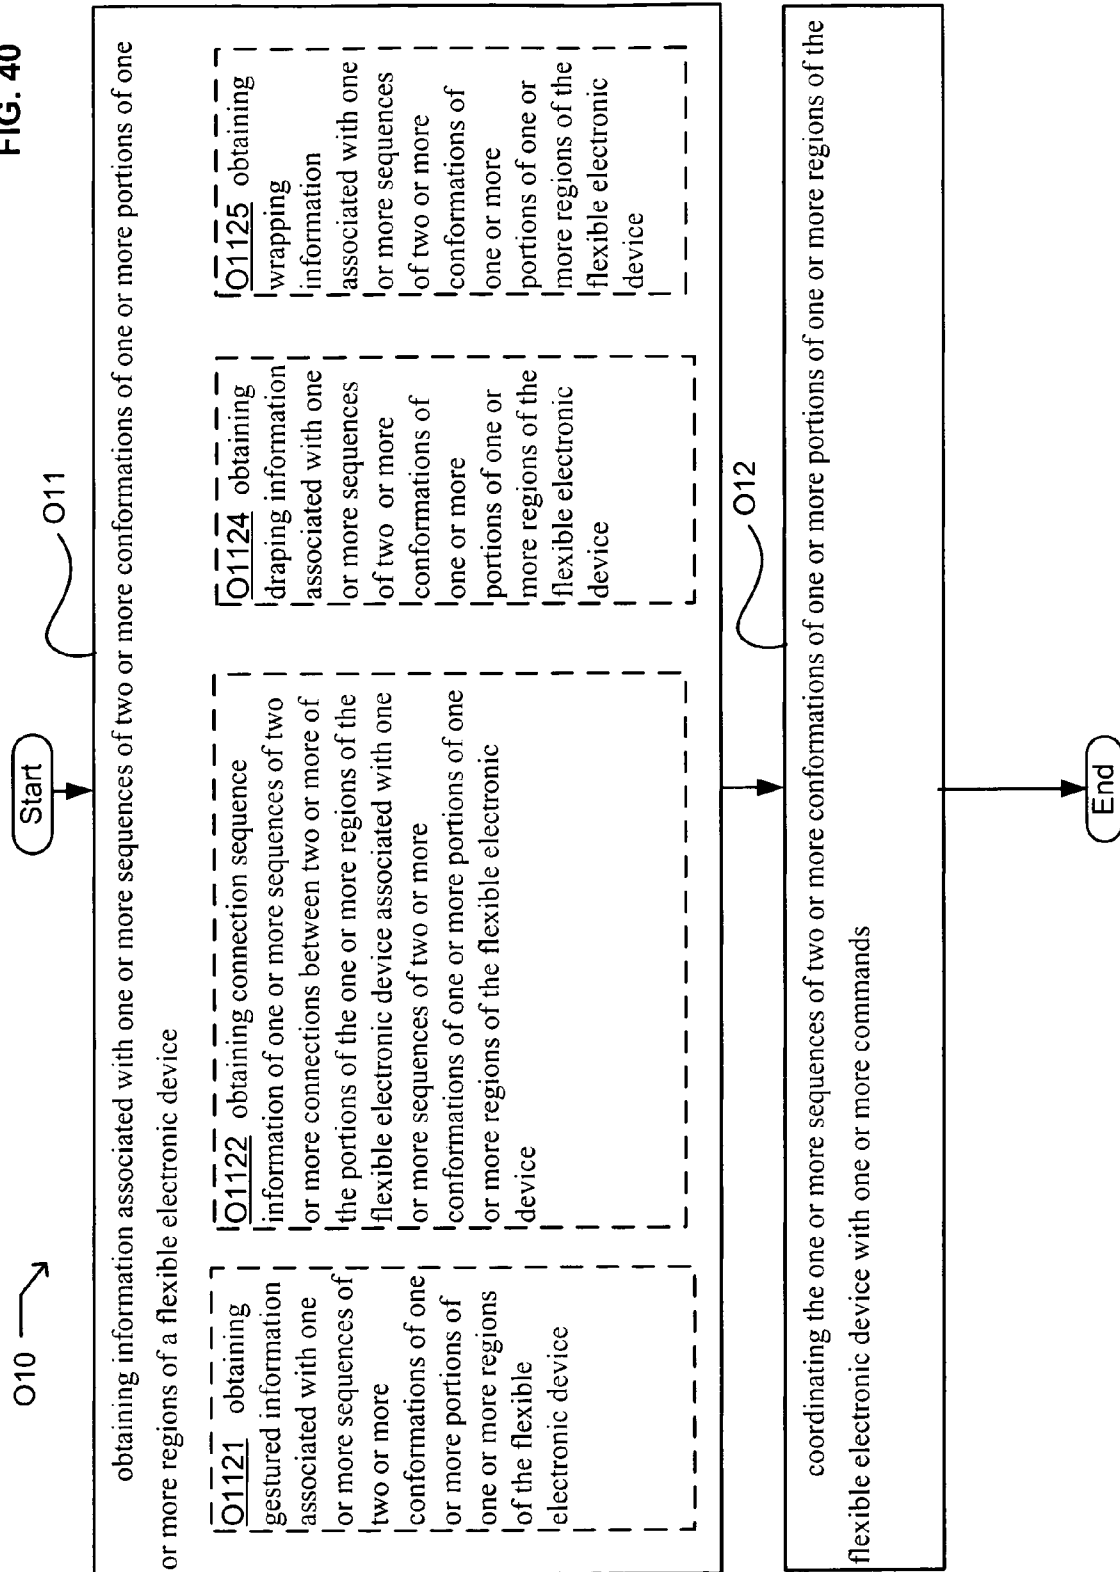 FIG. 40
O10
Start
O11
obtaining information associated with one or more sequences of two or more conformations of one or more portions of one
or more regions of a flexible electronic device
O1121 obtaining
gestured information
associated with one
or more sequences of
two or more
conformations of one
or more portions of
one or more regions
of the flexible
electronic device
O1122 obtaining connection sequence
information of one or more sequences of two
or more connections between two or more of
the portions of the one or more regions of the
flexible electronic device associated with one
or more sequences of two or more
conformations of one or more portions of one
or more regions of the flexible electronic
device
O1124 obtaining
draping information
associated with one
or more sequences
of two or more
conformations of
one or more
portions of one or
more regions of the
flexible electronic
device
O1125 obtaining
wrapping
information
associated with one
or more sequences
of two or more
conformations of
one or more
portions of one or
more regions of the
flexible electronic
device
O12
coordinating the one or more sequences of two or more conformations of one or more portions of one or more regions of the
flexible electronic device with one or more commands
End